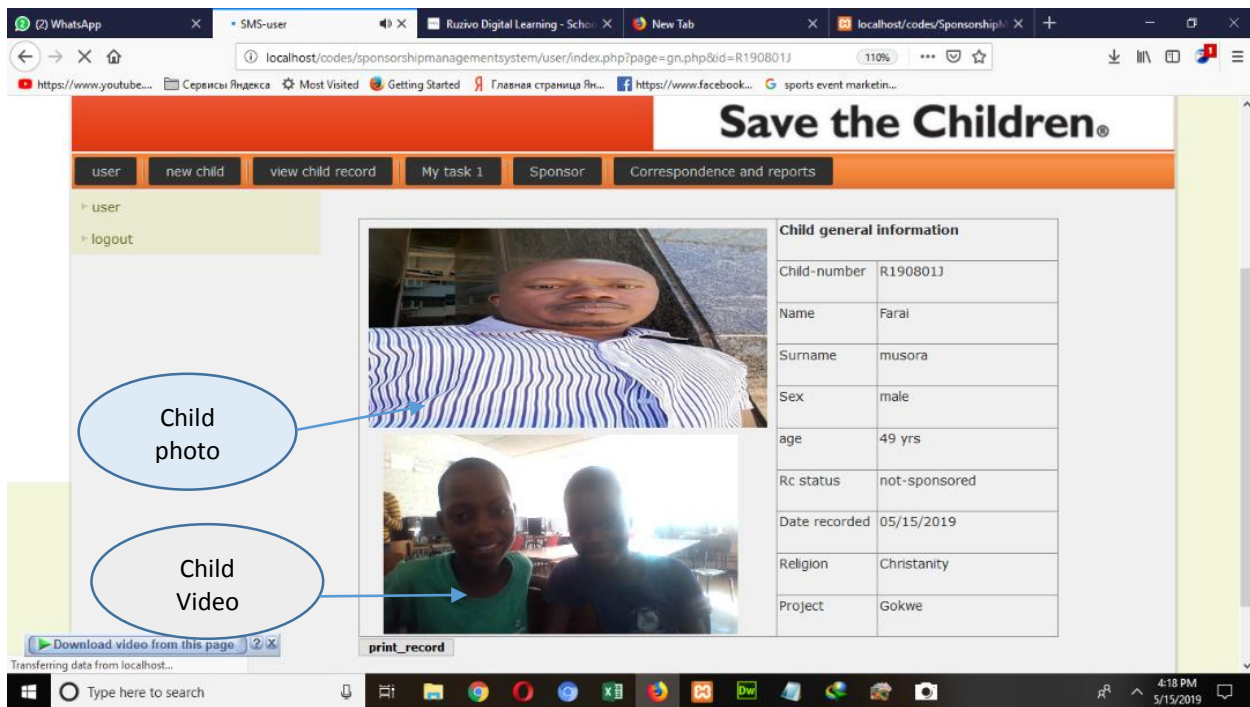 (2) WhatsApp
• SMS-user
Ruzivo Digital Learning - Schoo
New Tab
localhost/codes/SponsorshipM
localhost/codes/sponsorshipmanagementsystem/user/index.php?page=gn.php&id=R190801J
110%
https://www.youtube....
Сервисы Яндекса
Most Visited
Getting Started
Главная страница Ян...
https://www.facebook...
sports event marketin...
Save the Children®
user
new child
view child record
My task 1
Sponsor
Correspondence and reports
user
logout
Child general information
Child-number R190801J
Name Farai
Surname musora
Sex male
age 49 yrs
Rc status not-sponsored
Date recorded 05/15/2019
Religion Christanity
Project Gokwe
Child
photo
Child
Video
Download video from this page
print_record
Transferring data from localhost...
Type here to search
4:18 PM
5/15/2019